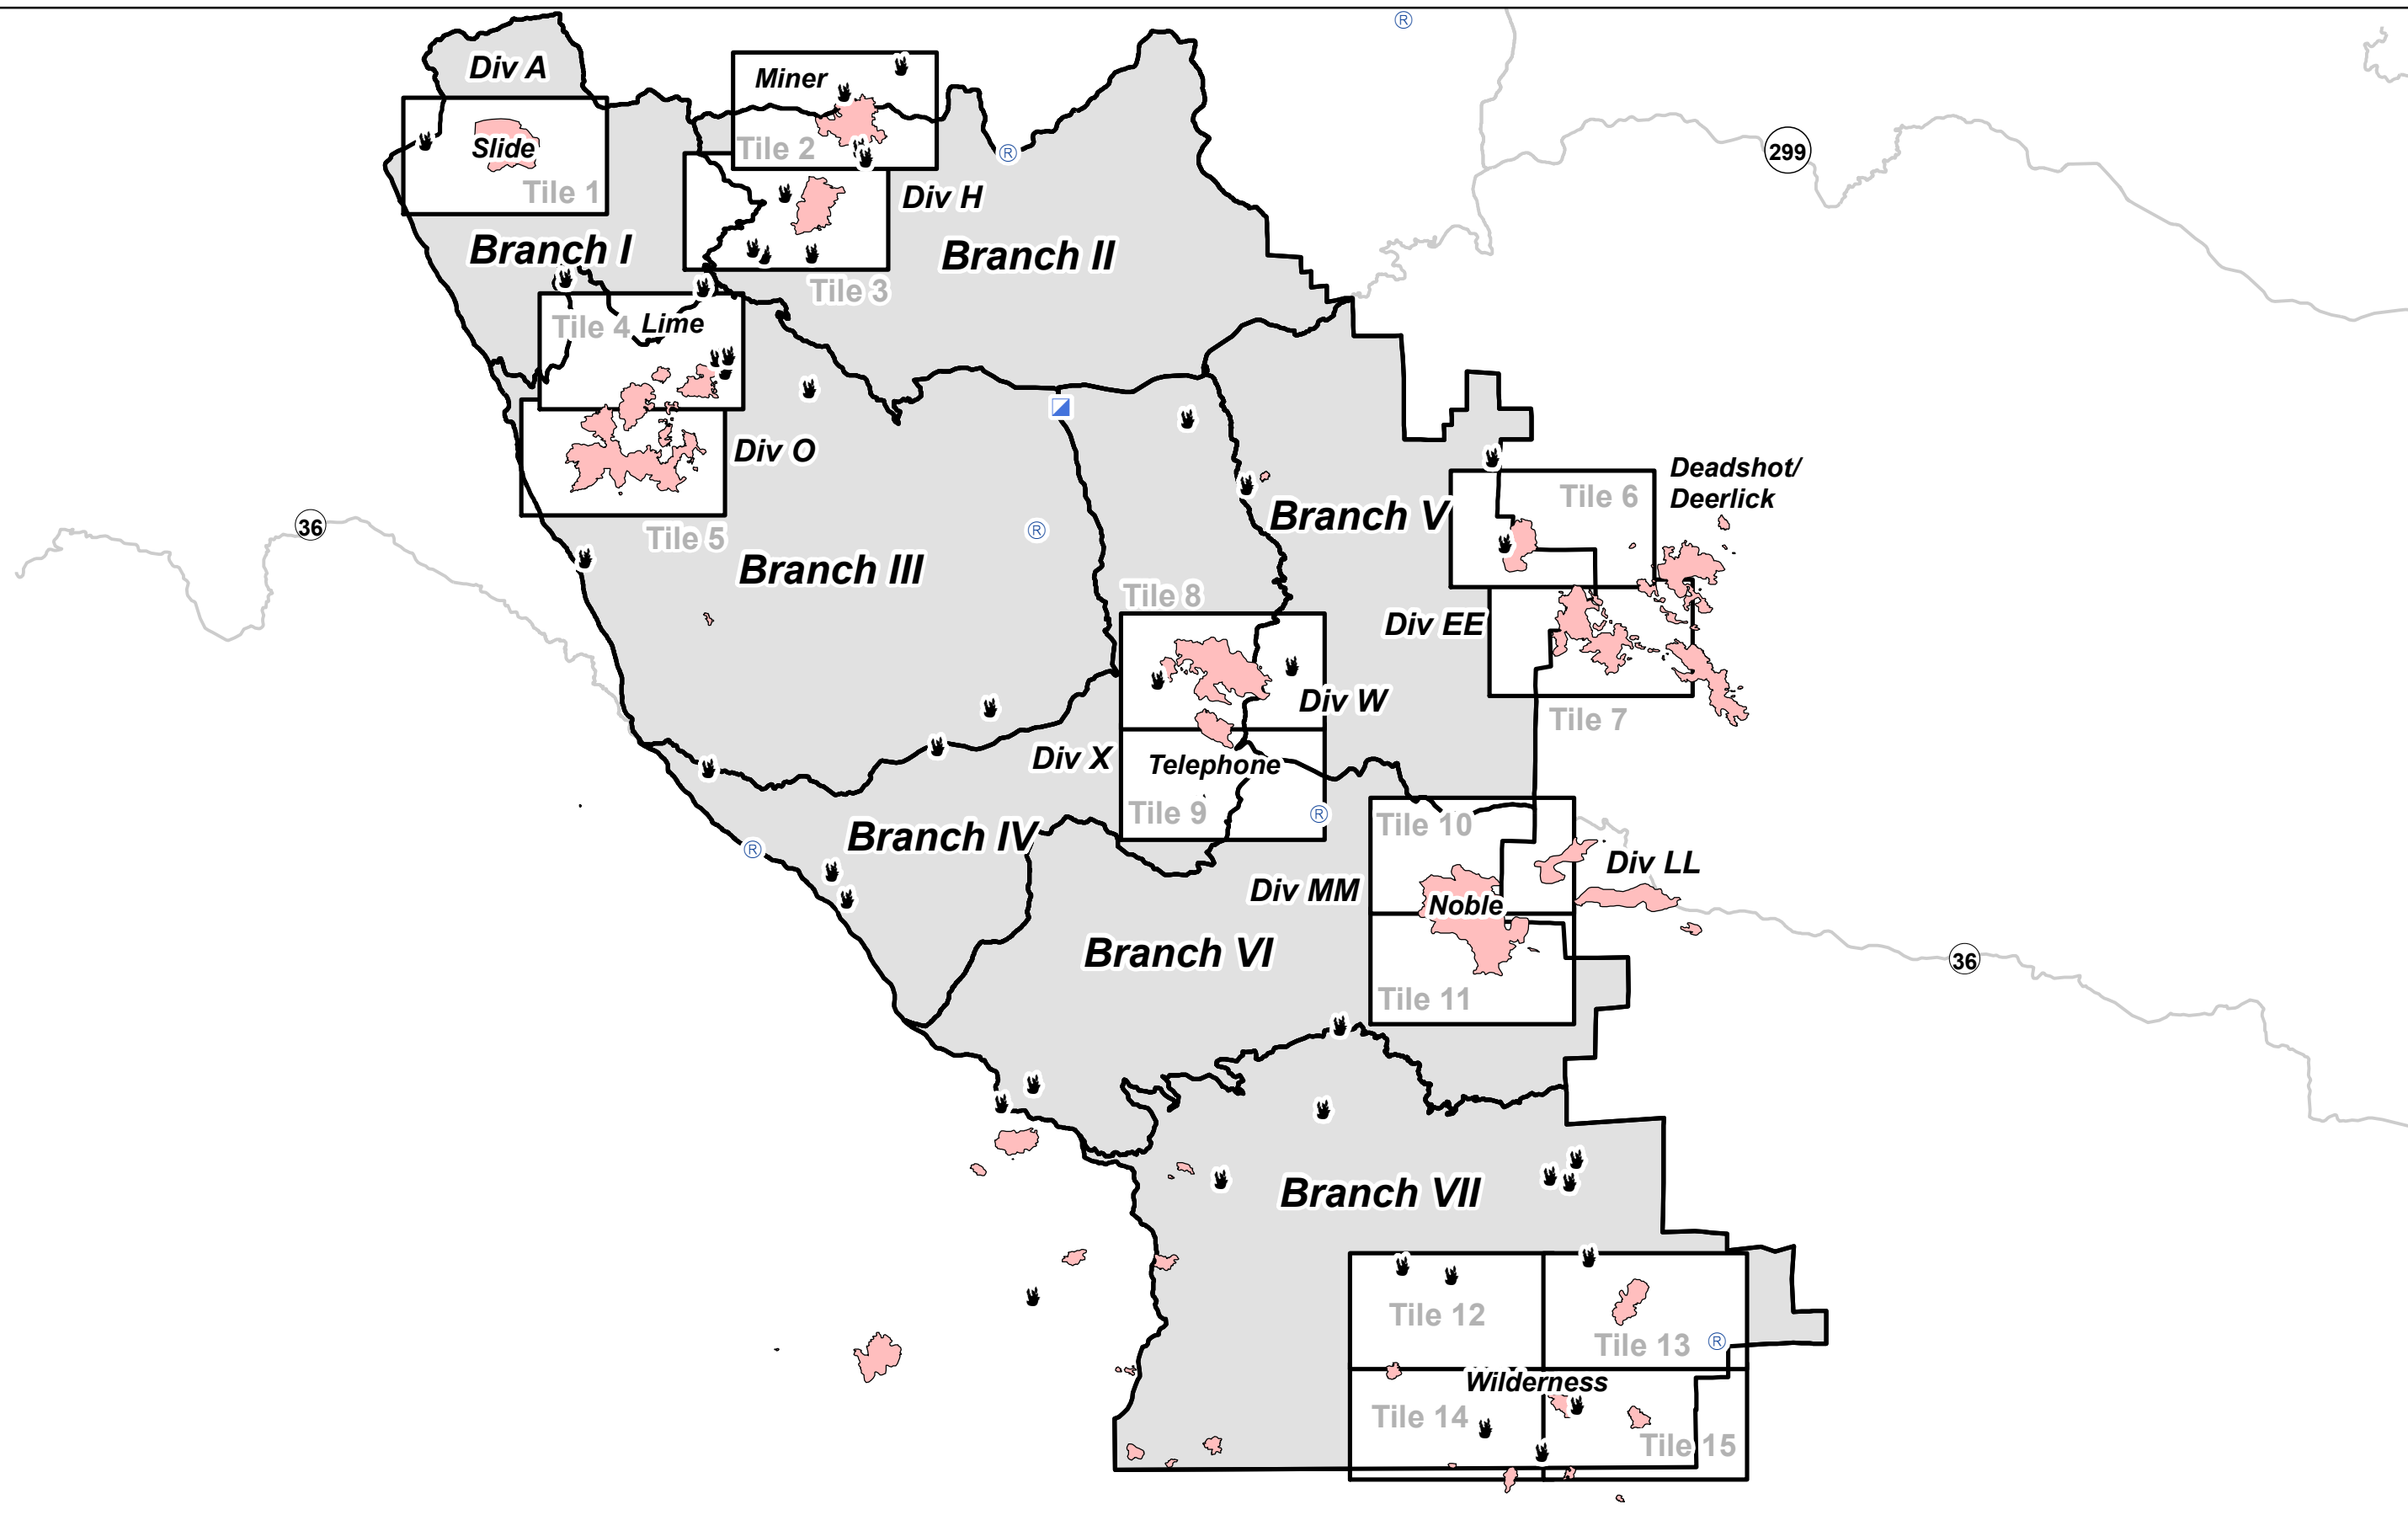 ®
Div A
Miner
299
Slide
Tile 2
®
Tile 1
Div H
Branch I
Branch II
Tile 3
Tile 4
Lime
Div O
Deadshot/
Deerlick
Tile 6
Branch V
36
Tile 5
®
Branch III
Tile 8
Div EE
Div W
Tile 7
Div X
Telephone
Tile 9
®
Tile 10
Branch IV
®
Div LL
Div MM
Noble
Branch VI
36
Tile 11
Branch VII
Tile 12
Tile 13
®
Wilderness
Tile 14
Tile 15